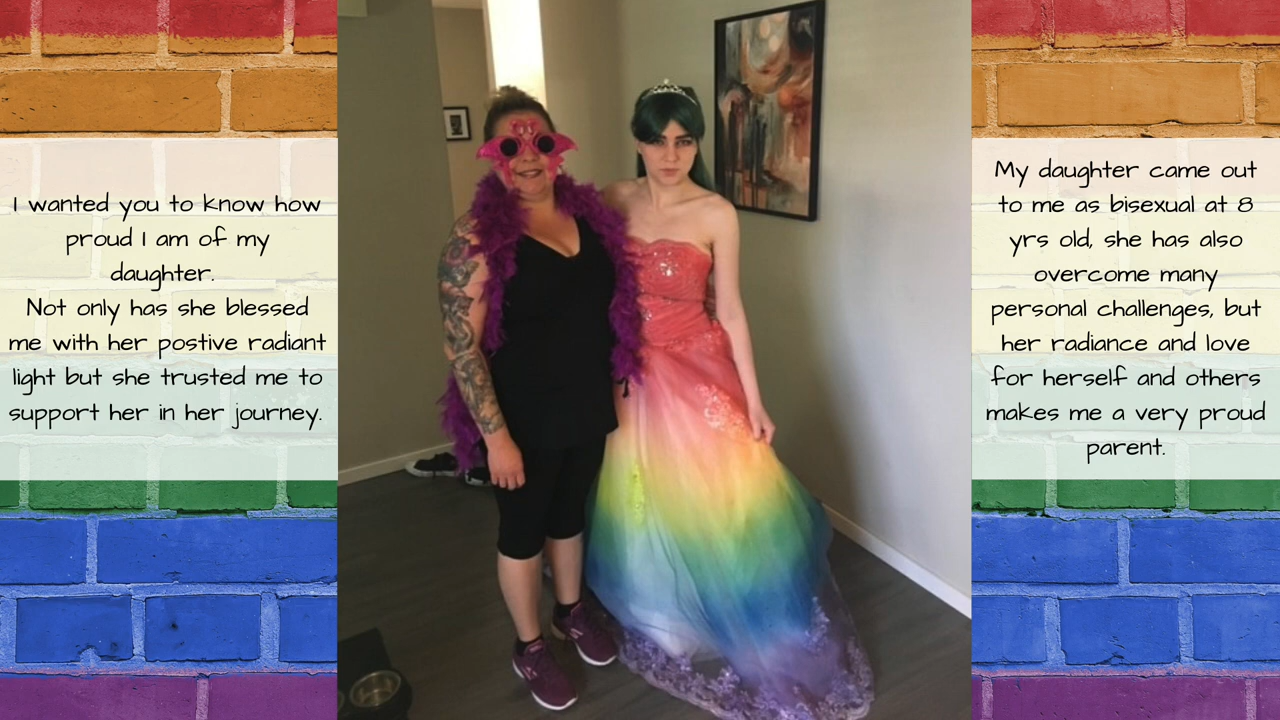 I wanted you to know how
proud I am of my
daughter.
Not only has she blessed
me with her postive radiant
light but she trusted me to
support her in her journey.
My daughter came out
to me as bisexual at 8
yrs old, she has also
overcome many
personal challenges, but
her radiance and love
for herself and others
makes me a very proud
parent.